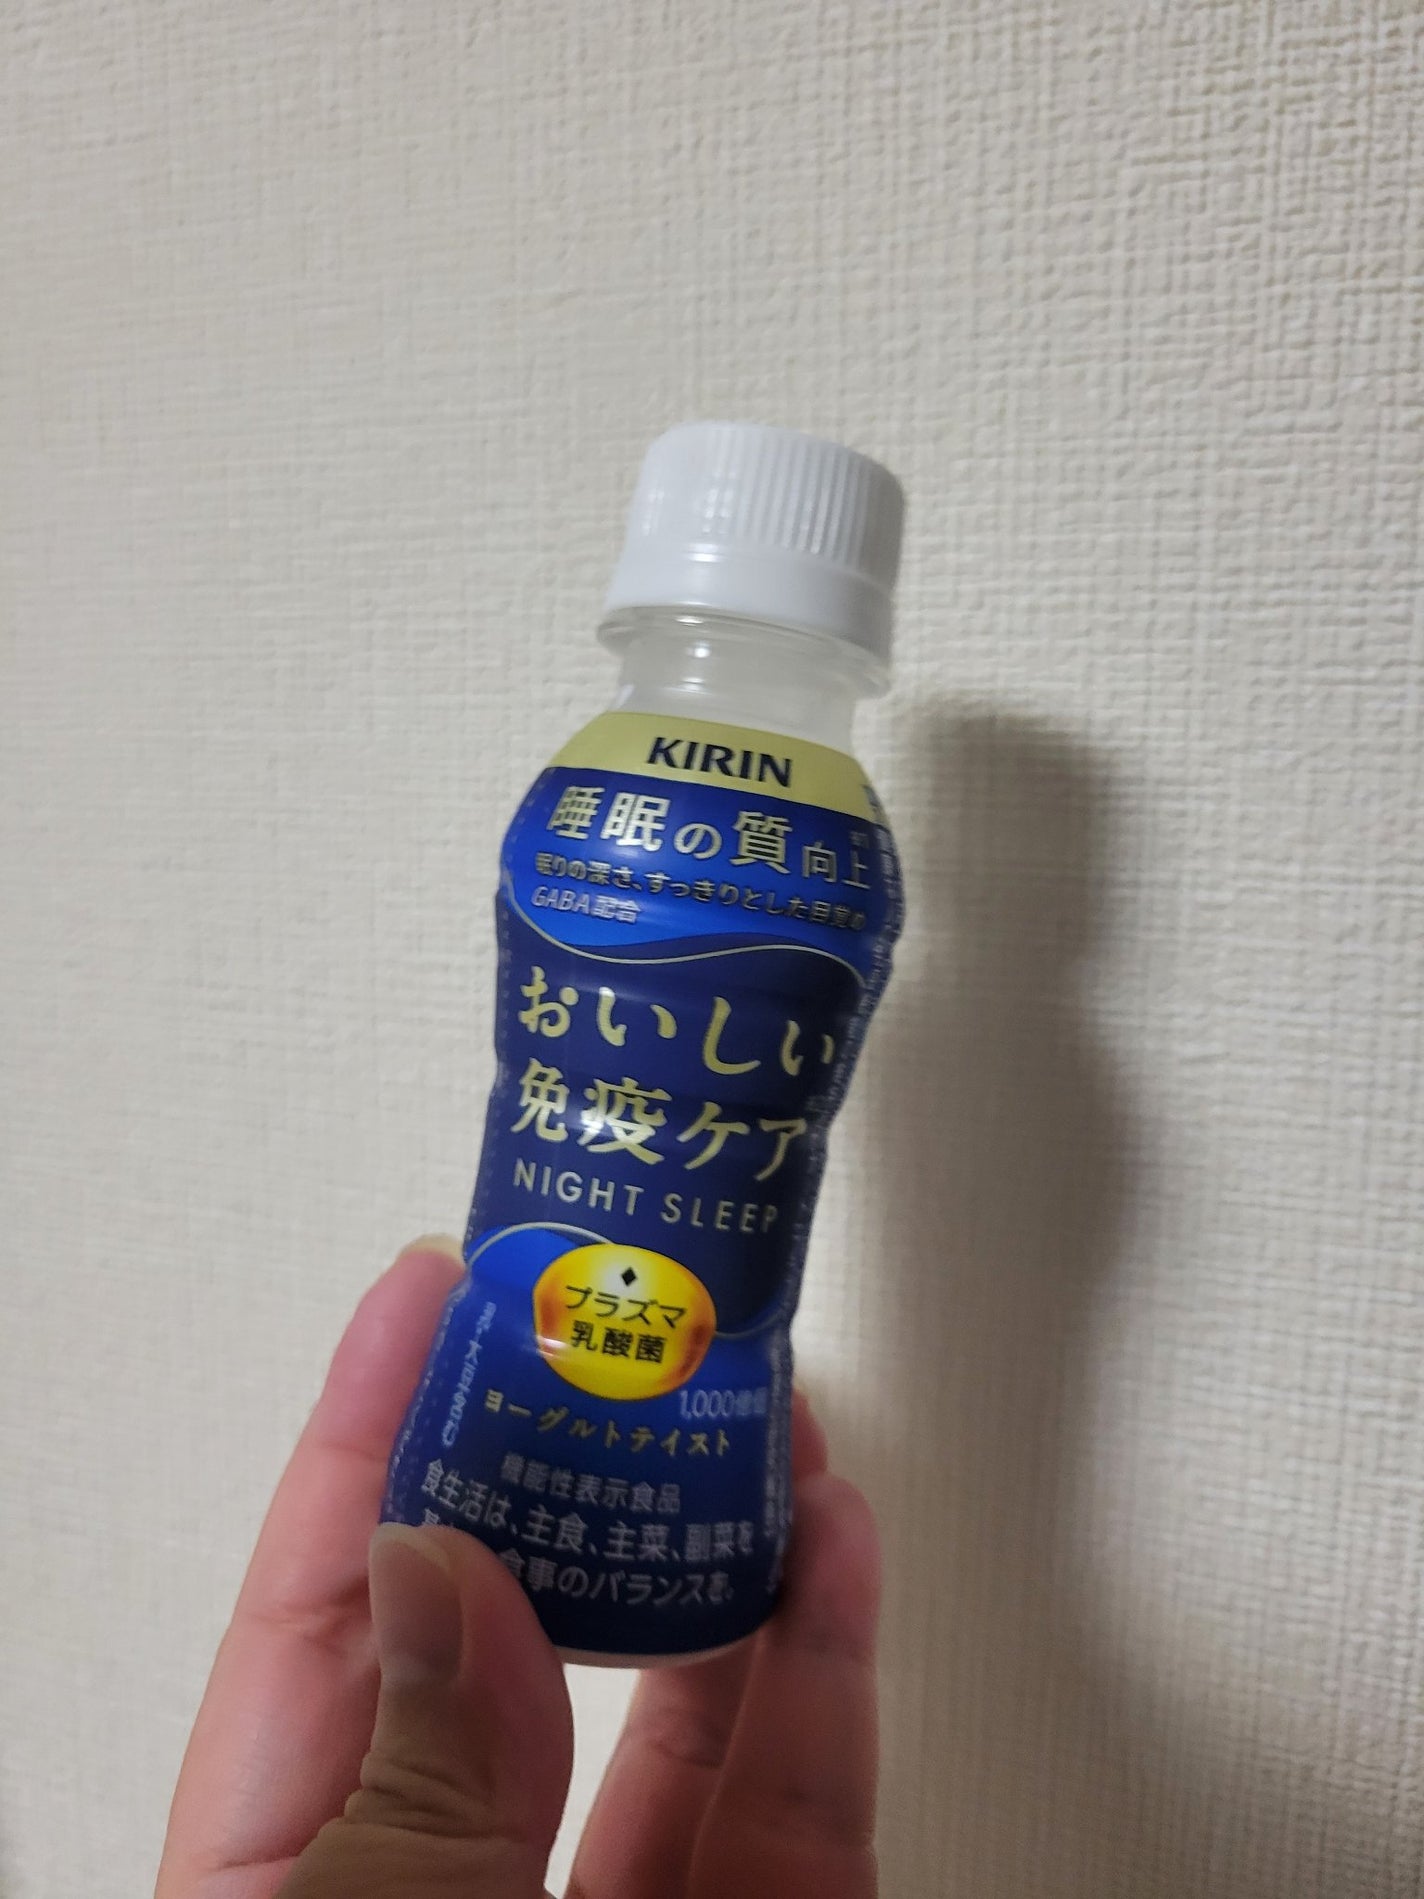 KIRIN
睡眠の質向上
眠りの深さ、すっきりとした目覚め
GABA配合
おいしい
免疫ケア
NIGHT SLEEP
プラズマ
乳酸菌
1,000億個
ヨーグルトテイスト
機能性表示食品
食生活は、主食、主菜、副菜を
食事のバランスを。